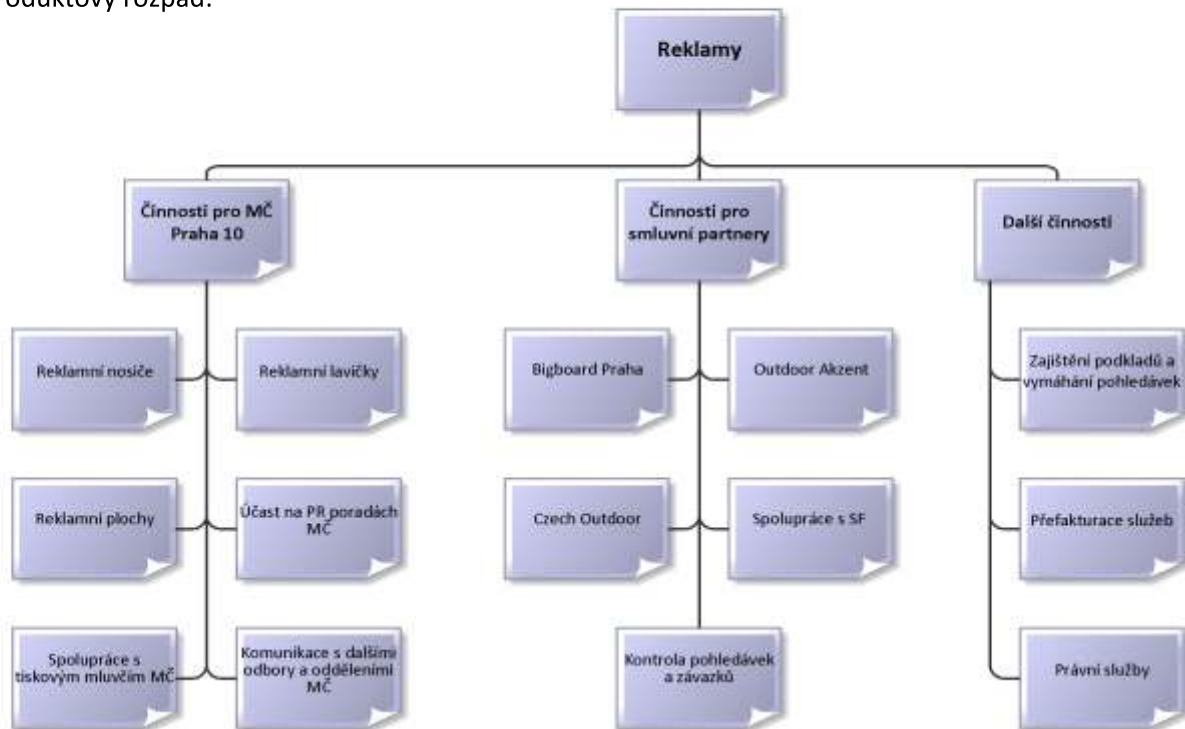 oduktový rozpad:
Reklamy
Činnosti pro MČ
Praha 10
Činnosti pro
smluvní partnery
Další činnosti
Reklamní nosiče
Reklamní lavičky
Bigboard Praha
Outdoor Akzent
Zajištění podkladů a
vymáhání pohledávek
Reklamní plochy
Účast na PR poradách
MČ
Czech Outdoor
Spolupráce s SF
Přefakturace služeb
Spolupráce s
tiskovým mluvčím MČ
Komunikace s dalšími
odbory a odděleními
MČ
Kontrola pohledávek
a závazků
Právní služby